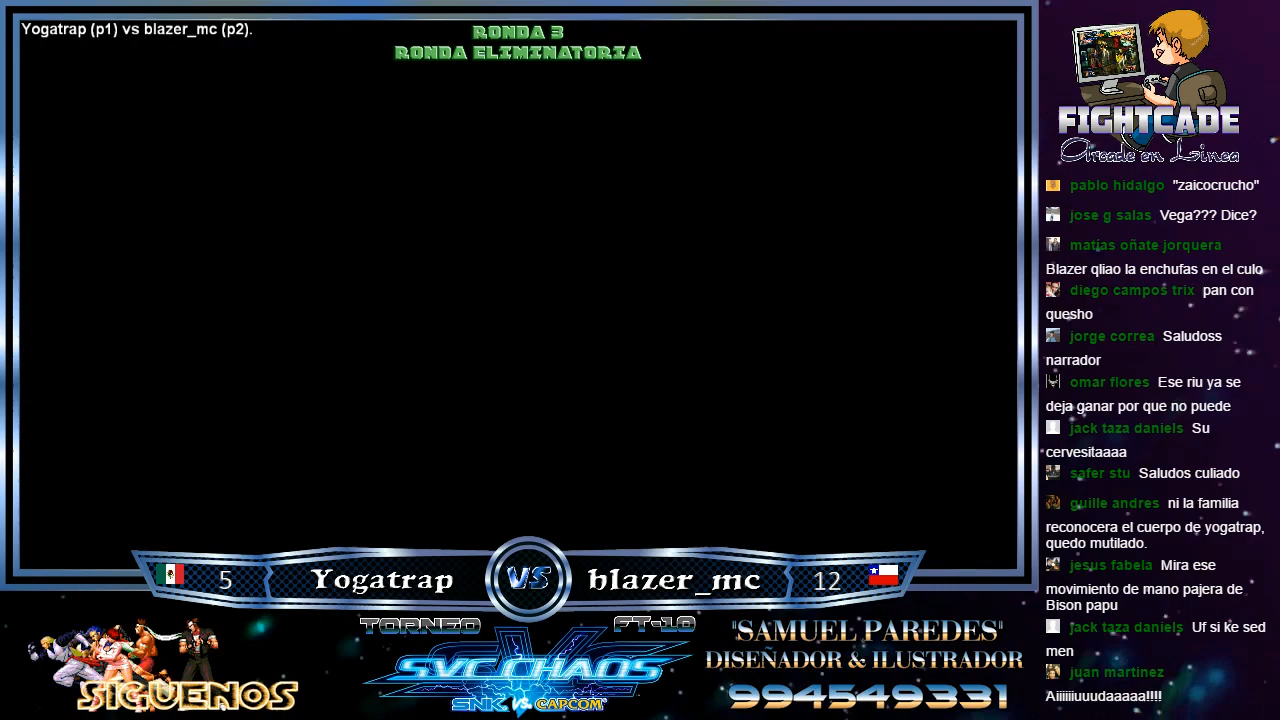 Yogatrap (p1) vs blazer_mc (p2).
RONDA 3
RONDA ELIMINATORIA
FIGHTCADE
Arcade en Linea
pablo hidalgo "zaicocrucho"
jose g salas Vega??? Dice?
matias oñate jorquera
Blazer qliao la enchufas en el culo
diego campos trix pan con
quesho
jorge correa Saludoss
narrador
omar flores Ese riu ya se
deja ganar por que no puede
jack taza daniels Su
cervesitaaaa
safer stu Saludos culiado
guille andres ni la familia
reconocera el cuerpo de yogatrap,
quedo mutilado.
jesus fabela Mira ese
movimiento de mano pajera de
Bison papu
jack taza daniels Uf si ke sed
men
juan martinez
Aiiiiiiuuudaaaaa!!!!
5 Yogatrap VS blazer_mc 12
SIGUENOS
TORNEO FT-10
SVC CHAOS
SNK VS. CAPCOM
"SAMUEL PAREDES"
DISEÑADOR & ILUSTRADOR
994549331